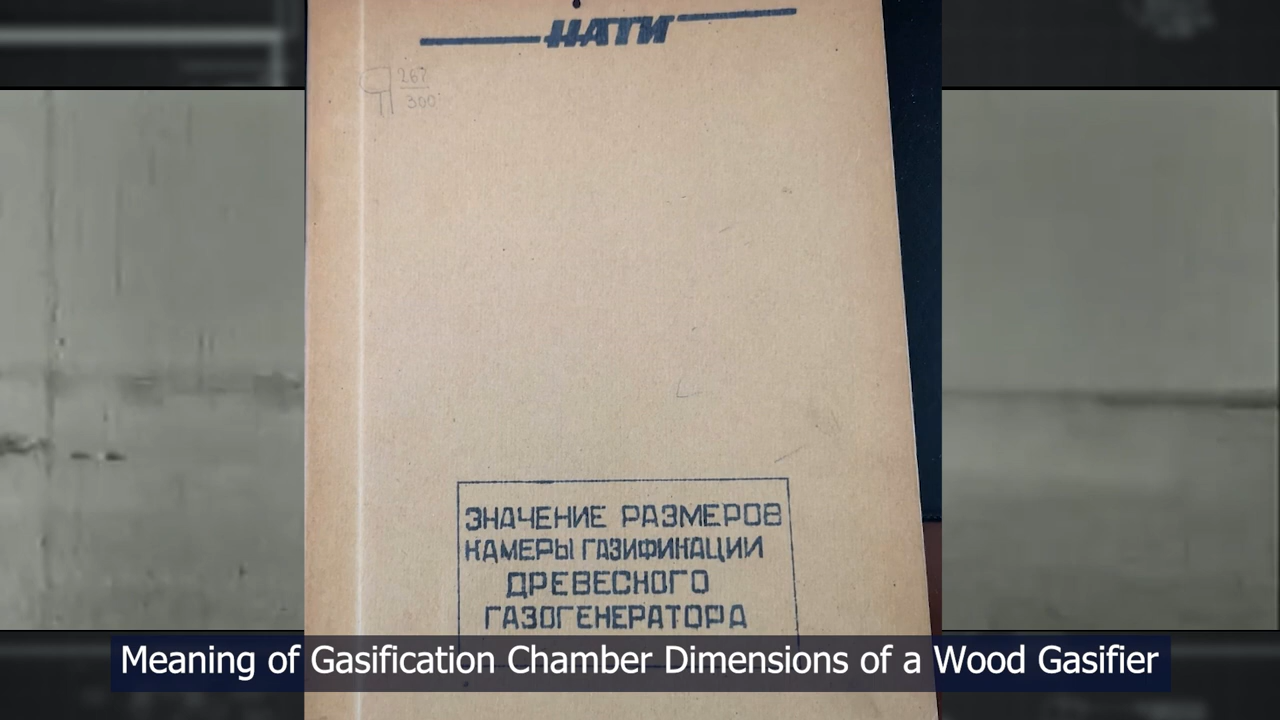 НАТИ
267
300
ЗНАЧЕНИЕ РАЗМЕРОВ
КАМЕРЫ ГАЗИФИКАЦИИ
ДРЕВЕСНОГО
ГАЗОГЕНЕРАТОРА
Meaning of Gasification Chamber Dimensions of a Wood Gasifier